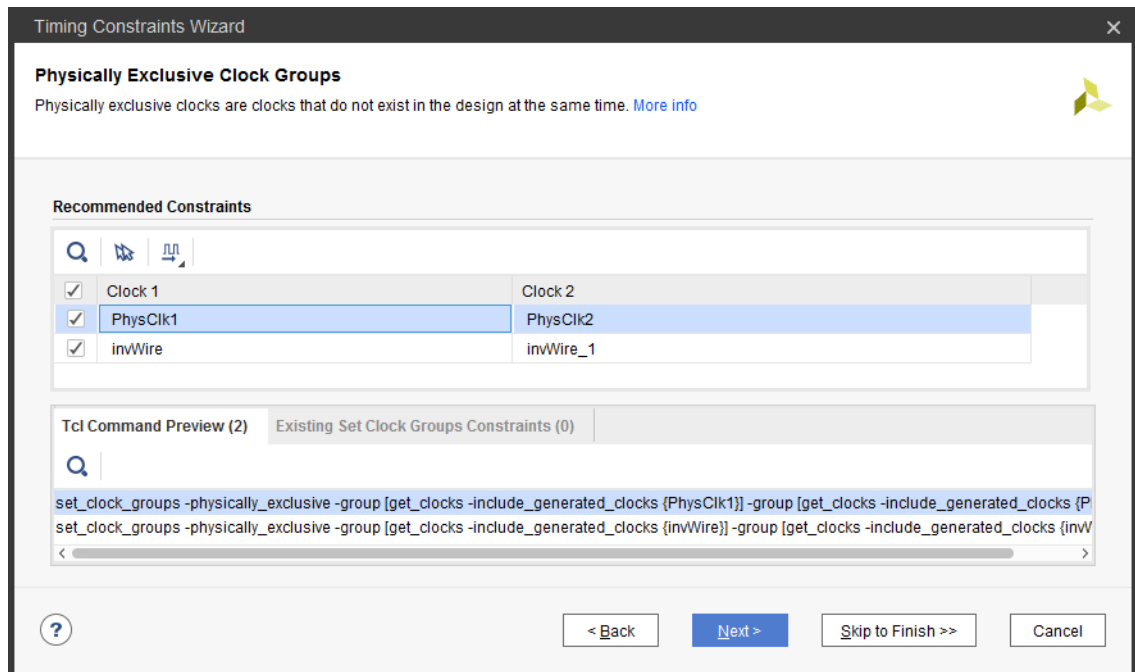 Timing Constraints Wizard
Physically Exclusive Clock Groups
Physically exclusive clocks are clocks that do not exist in the design at the same time. More info
Recommended Constraints
Clock 1 Clock 2
PhysClk1 PhysClk2
invWire invWire_1
Tcl Command Preview (2) Existing Set Clock Groups Constraints (0)
set_clock_groups -physically_exclusive -group [get_clocks -include_generated_clocks {PhysClk1}] -group [get_clocks -include_generated_clocks {P
set_clock_groups -physically_exclusive -group [get_clocks -include_generated_clocks {invWire}] -group [get_clocks -include_generated_clocks {invW
? < Back Next > Skip to Finish >> Cancel